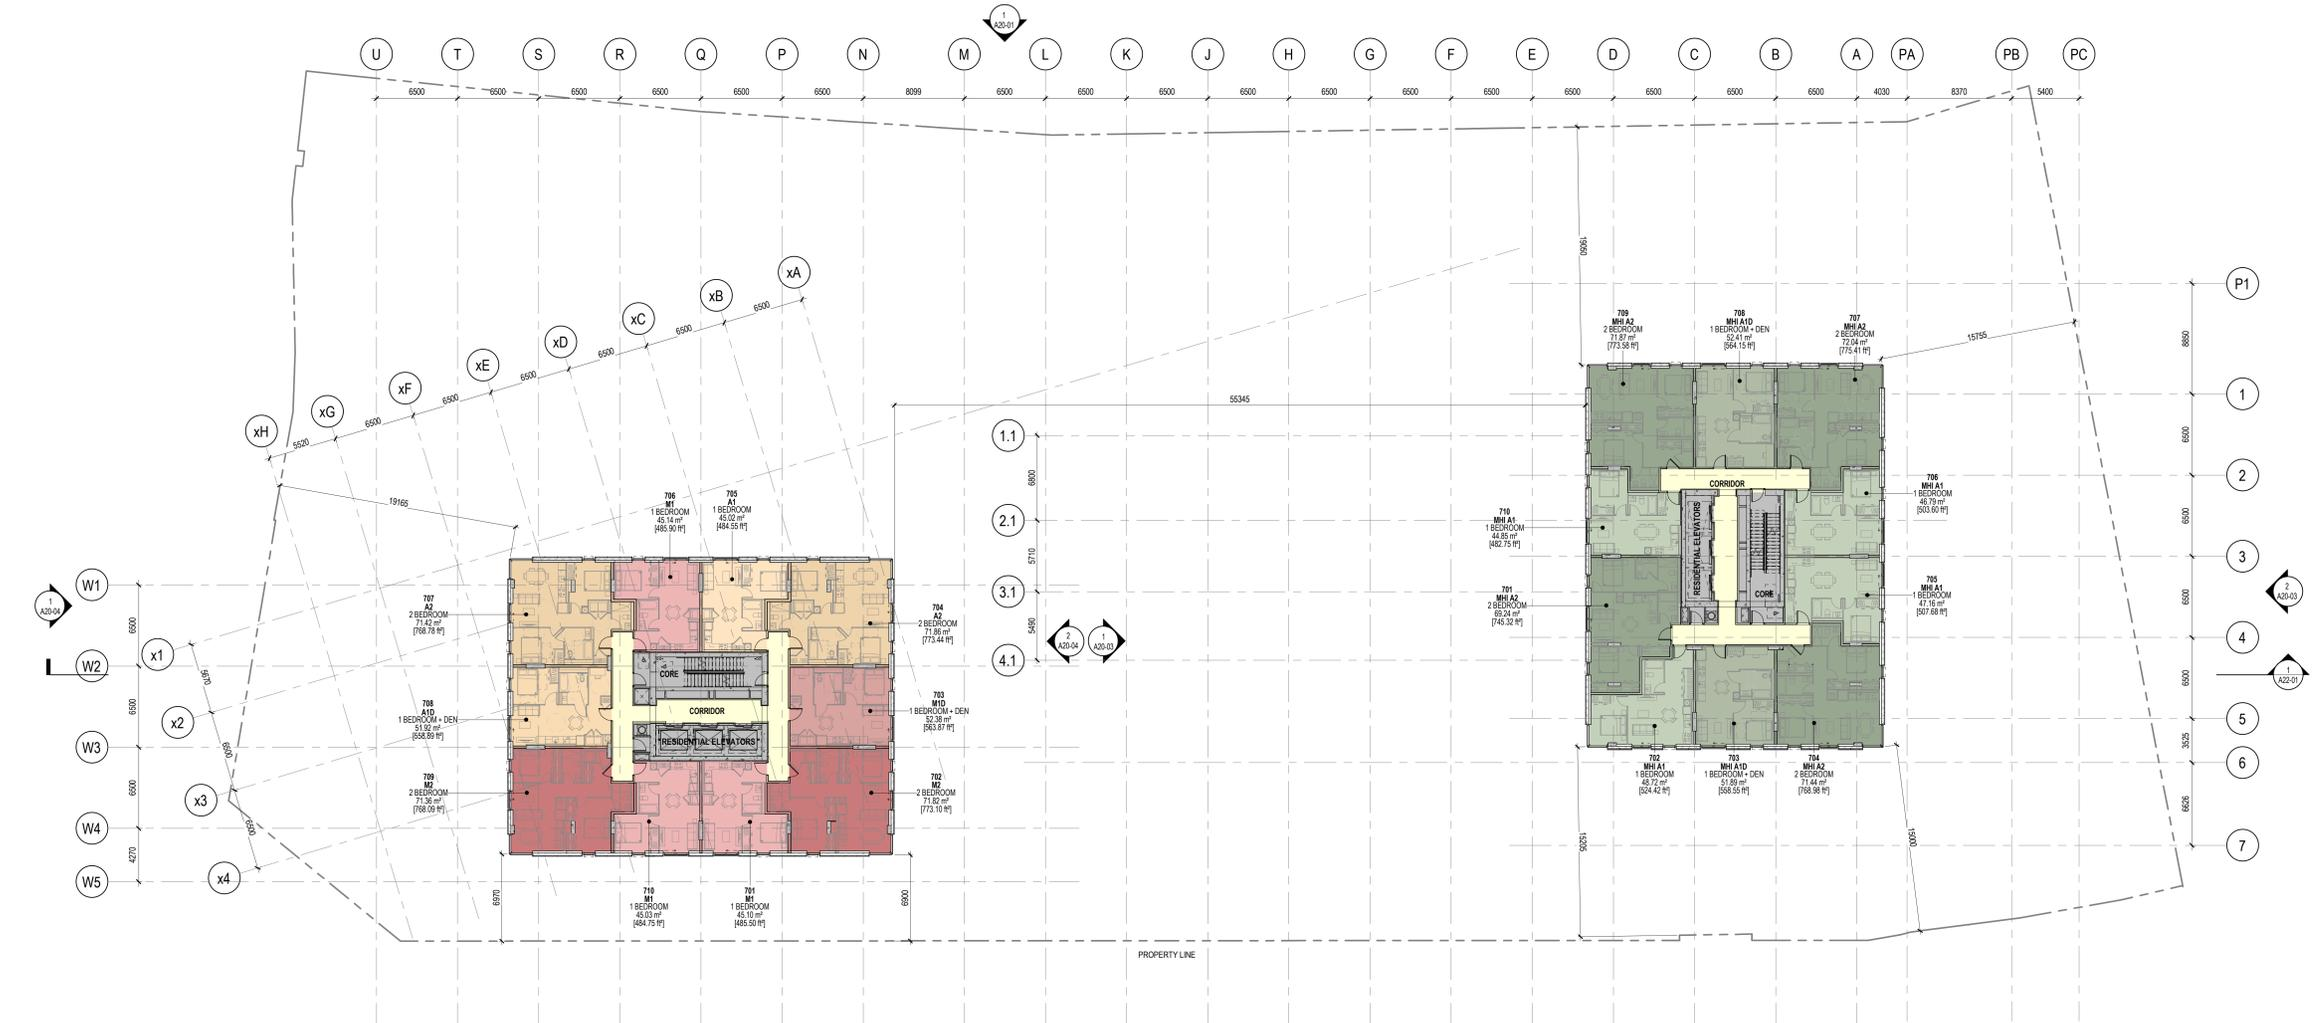 1
A20-01
U T S R Q P N M L K J H G F E D C B A PA PB PC
6500 6500 6500 6500 6500 6500 8099 6500 6500 6500 6500 6500 6500 6500 6500 6500 6500 6500 4030 8370 5400
19050
xA
xB
xC
xD
xE
xF
xG
xH
6500
6500
6500
6500
6500
6500
5520
19165
55345
15755
P1
8850
1
6500
2
6500
3
6500
4
6500
5
3525
6
6626
7
1.1
6800
2.1
5710
3.1
5490
4.1
2
A20-04
1
A20-03
2
A20-03
1
A22-01
1
A20-04
W1
6500
W2
6500
W3
6500
W4
4270
W5
x1
5670
x2
6500
x3
6500
x4
706
M1
1 BEDROOM
45.14 m²
[485.90 ft²]
705
A1
1 BEDROOM
45.02 m²
[484.55 ft²]
707
A2
2 BEDROOM
71.42 m²
[768.78 ft²]
704
A2
2 BEDROOM
71.86 m²
[773.44 ft²]
708
A1D
1 BEDROOM + DEN
51.92 m²
[558.89 ft²]
703
M1D
1 BEDROOM + DEN
52.38 m²
[563.87 ft²]
709
M2
2 BEDROOM
71.36 m²
[768.09 ft²]
702
M2
2 BEDROOM
71.82 m²
[773.10 ft²]
710
M1
1 BEDROOM
45.03 m²
[484.75 ft²]
701
M1
1 BEDROOM
45.10 m²
[485.50 ft²]
CORE
CORRIDOR
RESIDENTIAL ELEVATORS
6970
6900
709
MHI A2
2 BEDROOM
71.87 m²
[773.58 ft²]
708
MHI A1D
1 BEDROOM + DEN
52.41 m²
[564.15 ft²]
707
MHI A2
2 BEDROOM
72.04 m²
[775.41 ft²]
706
MHI A1
1 BEDROOM
46.79 m²
[503.60 ft²]
710
MHI A1
1 BEDROOM
44.85 m²
[482.75 ft²]
705
MHI A1
1 BEDROOM
47.16 m²
[507.68 ft²]
701
MHI A2
2 BEDROOM
69.24 m²
[745.32 ft²]
702
MHI A1
1 BEDROOM
48.72 m²
[524.42 ft²]
703
MHI A1D
1 BEDROOM + DEN
51.89 m²
[558.55 ft²]
704
MHI A2
2 BEDROOM
71.44 m²
[768.98 ft²]
CORRIDOR
RESIDENTIAL ELEVATORS
CORE
15205
15000
PROPERTY LINE